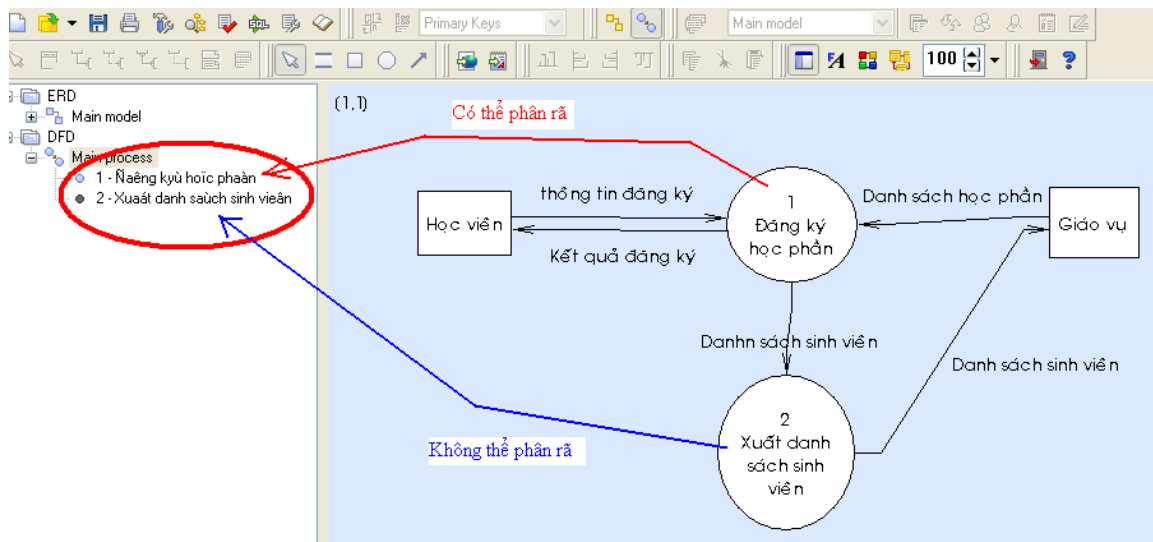 Primary Keys
Main model
100
ERD
Main model
DFD
Main process
1 - Ñaêng kyù hoïc phaàn
2 - Xuaát danh saùch sinh vieân
(1,1)
Có thể phân rã
thông tin đăng ký
1
Danh sách học phần
Học viên
Đăng ký
học phần
Giáo vụ
Kết quả đăng ký
Danhn sách sinh viên
Danh sách sinh viên
2
Xuất danh
sách sinh
viên
Không thể phân rã